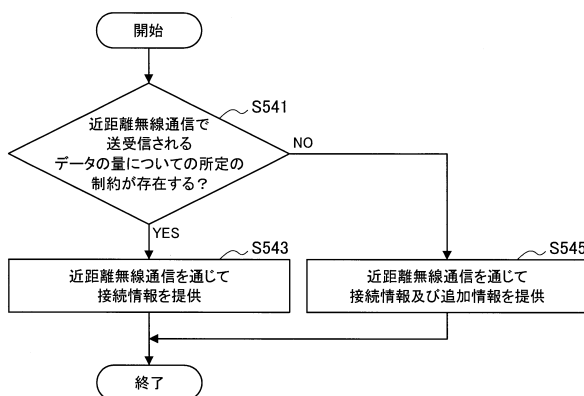 開始
S541
近距離無線通信で
送受信される
データの量についての所定の
制約が存在する？
NO
YES
S543
近距離無線通信を通じて
接続情報を提供
S545
近距離無線通信を通じて
接続情報及び追加情報を提供
終了